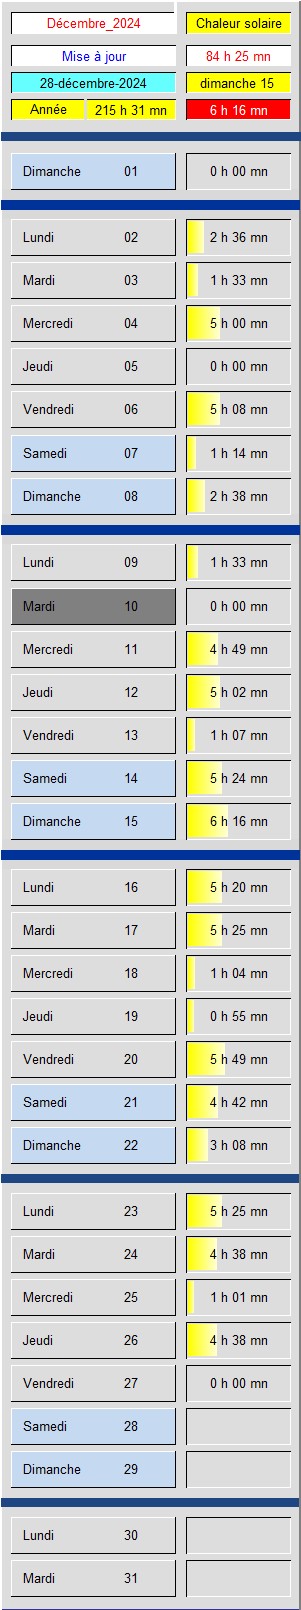 Décembre_2024 Chaleur solaire
Mise à jour 84 h 25 mn
28-décembre-2024 dimanche 15
Année 215 h 31 mn 6 h 16 mn
Dimanche 01 0 h 00 mn
Lundi 02 2 h 36 mn
Mardi 03 1 h 33 mn
Mercredi 04 5 h 00 mn
Jeudi 05 0 h 00 mn
Vendredi 06 5 h 08 mn
Samedi 07 1 h 14 mn
Dimanche 08 2 h 38 mn
Lundi 09 1 h 33 mn
Mardi 10 0 h 00 mn
Mercredi 11 4 h 49 mn
Jeudi 12 5 h 02 mn
Vendredi 13 1 h 07 mn
Samedi 14 5 h 24 mn
Dimanche 15 6 h 16 mn
Lundi 16 5 h 20 mn
Mardi 17 5 h 25 mn
Mercredi 18 1 h 04 mn
Jeudi 19 0 h 55 mn
Vendredi 20 5 h 49 mn
Samedi 21 4 h 42 mn
Dimanche 22 3 h 08 mn
Lundi 23 5 h 25 mn
Mardi 24 4 h 38 mn
Mercredi 25 1 h 01 mn
Jeudi 26 4 h 38 mn
Vendredi 27 0 h 00 mn
Samedi 28
Dimanche 29
Lundi 30
Mardi 31